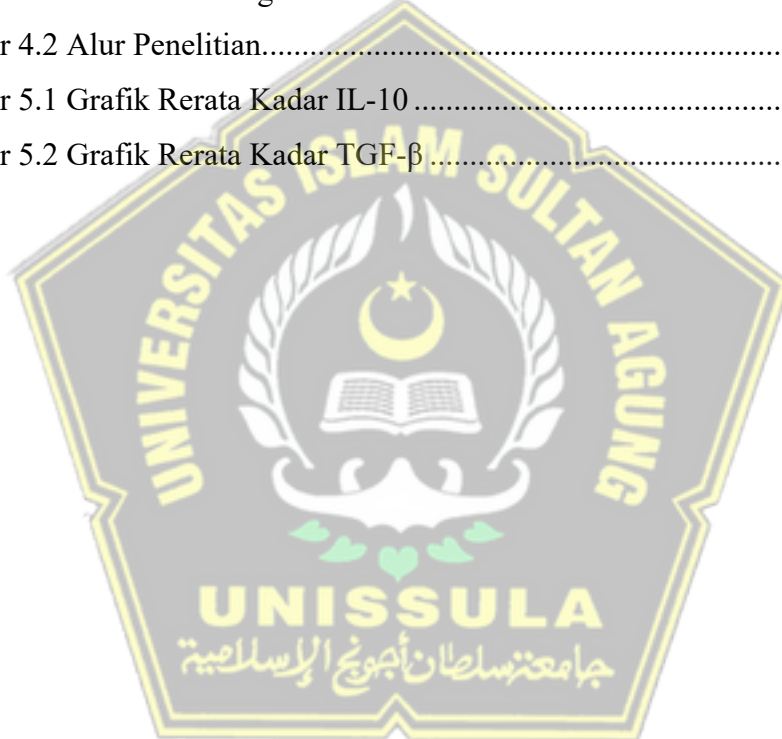 r 4.2 Alur Penelitian
r 5.1 Grafik Rerata Kadar IL-10
r 5.2 Grafik Rerata Kadar TGF-β
UNIVERSITAS ISLAM SULTAN AGUNG
UNISSULA
جامعة سلطان أجونج الإسلامية